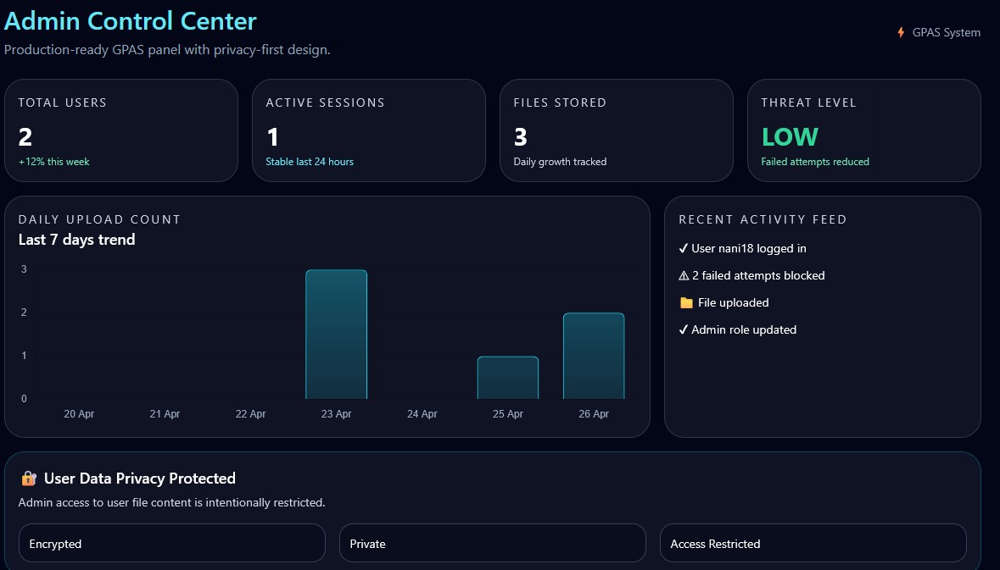 Admin Control Center
Production-ready GPAS panel with privacy-first design.
⚡ GPAS System
TOTAL USERS
2
+12% this week
ACTIVE SESSIONS
1
Stable last 24 hours
FILES STORED
3
Daily growth tracked
THREAT LEVEL
LOW
Failed attempts reduced
DAILY UPLOAD COUNT
Last 7 days trend
3
2
1
0
20 Apr
21 Apr
22 Apr
23 Apr
24 Apr
25 Apr
26 Apr
RECENT ACTIVITY FEED
✔ User nani18 logged in
⚠ 2 failed attempts blocked
📁 File uploaded
✔ Admin role updated
🔐 User Data Privacy Protected
Admin access to user file content is intentionally restricted.
Encrypted
Private
Access Restricted